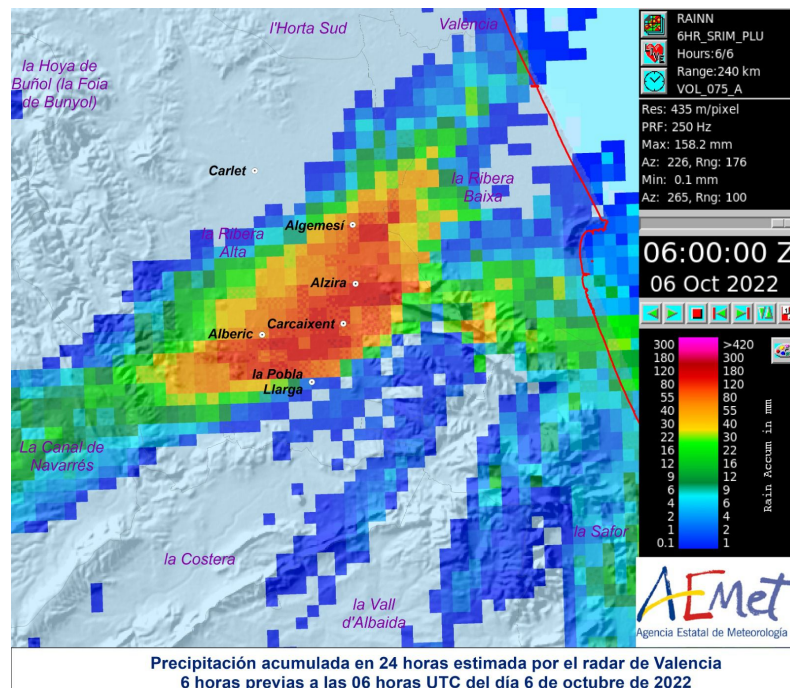 l'Horta Sud
Valencia
la Hoya de
Buñol (la Foia
de Bunyol)
Carlet
la Ribera
Baixa
Algemesí
la Ribera
Alta
Alzira
Carcaixent
Alberic
la Pobla
Llarga
La Canal de
Navarrés
la Costera
la Safor
la Vall
d'Albaida
RAINN
6HR_SRIM_PLU
Hours:6/6
Range:240 km
VOL_075_A
Res: 435 m/pixel
PRF: 250 Hz
Max: 158.2 mm
Az: 226, Rng: 176
Min: 0.1 mm
Az: 265, Rng: 100
06:00:00 Z
06 Oct 2022
300 >420
180 300
120 180
80 120
55 80
40 55
30 40
22 30
16 22
12 16
9 12
6 9
4 6
2 4
1 2
0.1 1
Rain Accum in mm
AEmet
Agencia Estatal de Meteorología
Precipitación acumulada en 24 horas estimada por el radar de Valencia
6 horas previas a las 06 horas UTC del día 6 de octubre de 2022